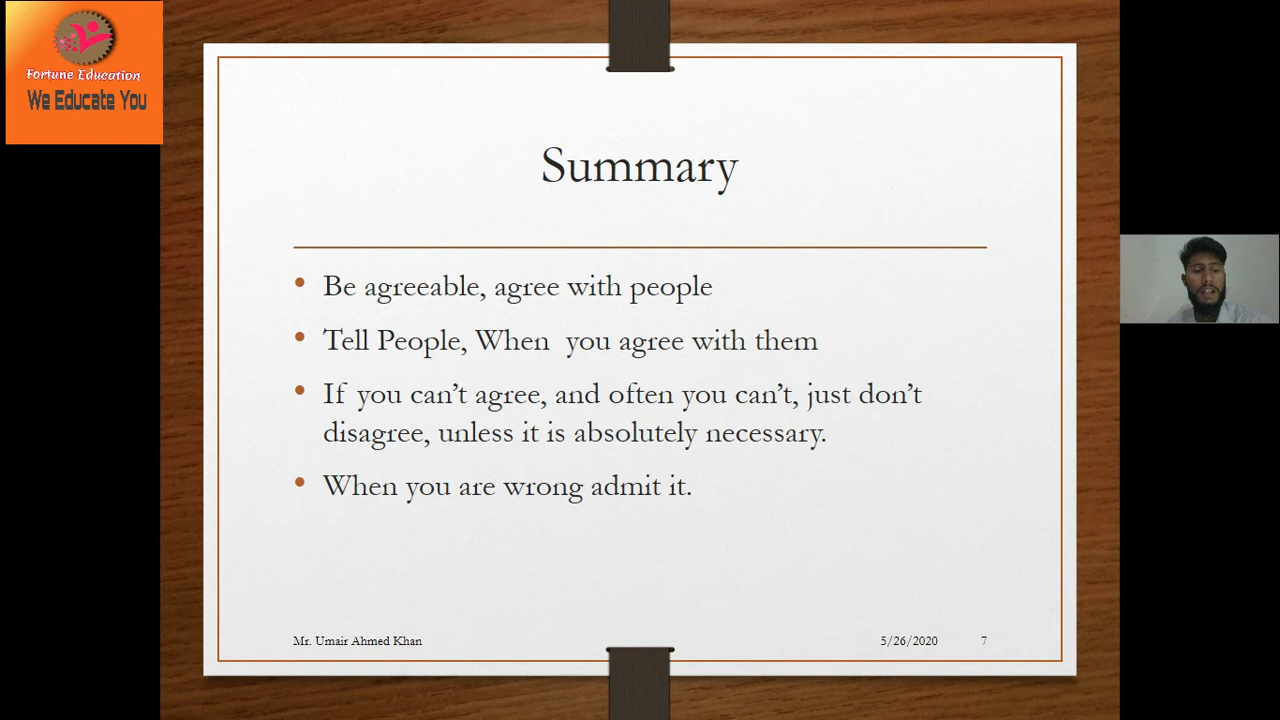 Fortune Education
We Educate You
Summary
• Be agreeable, agree with people
• Tell People, When  you agree with them
• If you can’t agree, and often you can’t, just don’t
disagree, unless it is absolutely necessary.
• When you are wrong admit it.
Mr. Umair Ahmed Khan
5/26/2020
7